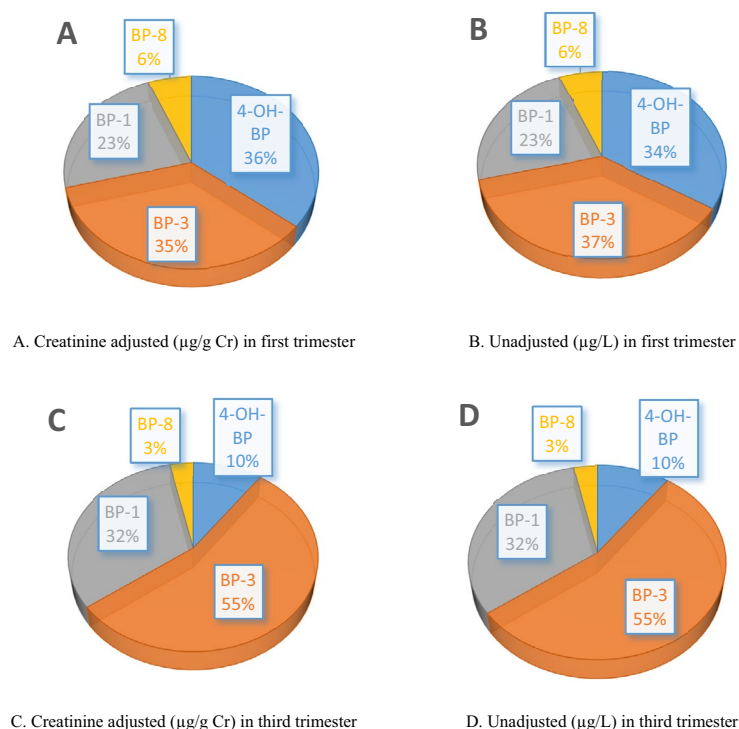 A
BP-8
6%
4-OH-
BP
36%
BP-1
23%
BP-3
35%
A. Creatinine adjusted (µg/g Cr) in first trimester
B
BP-8
6%
4-OH-
BP
34%
BP-1
23%
BP-3
37%
B. Unadjusted (µg/L) in first trimester
C
BP-8
3%
4-OH-
BP
10%
BP-1
32%
BP-3
55%
C. Creatinine adjusted (µg/g Cr) in third trimester
D
BP-8
3%
4-OH-
BP
10%
BP-1
32%
BP-3
55%
D. Unadjusted (µg/L) in third trimester